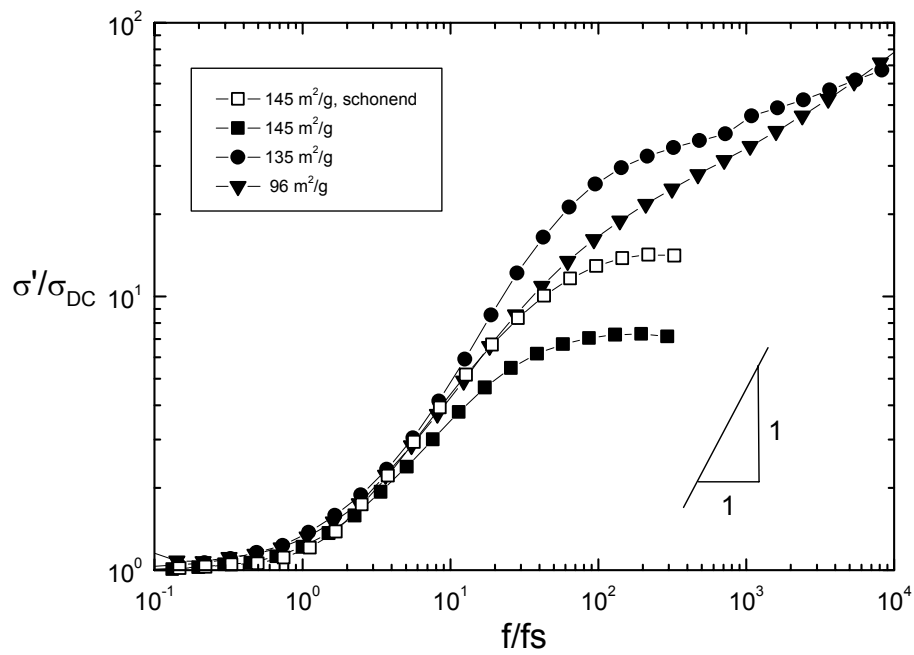 10²
145 m²/g, schonend
145 m²/g
135 m²/g
96 m²/g
σ'/σDC
10¹
1
1
10⁰
10⁻¹ 10⁰ 10¹ 10² 10³ 10⁴
f/fs